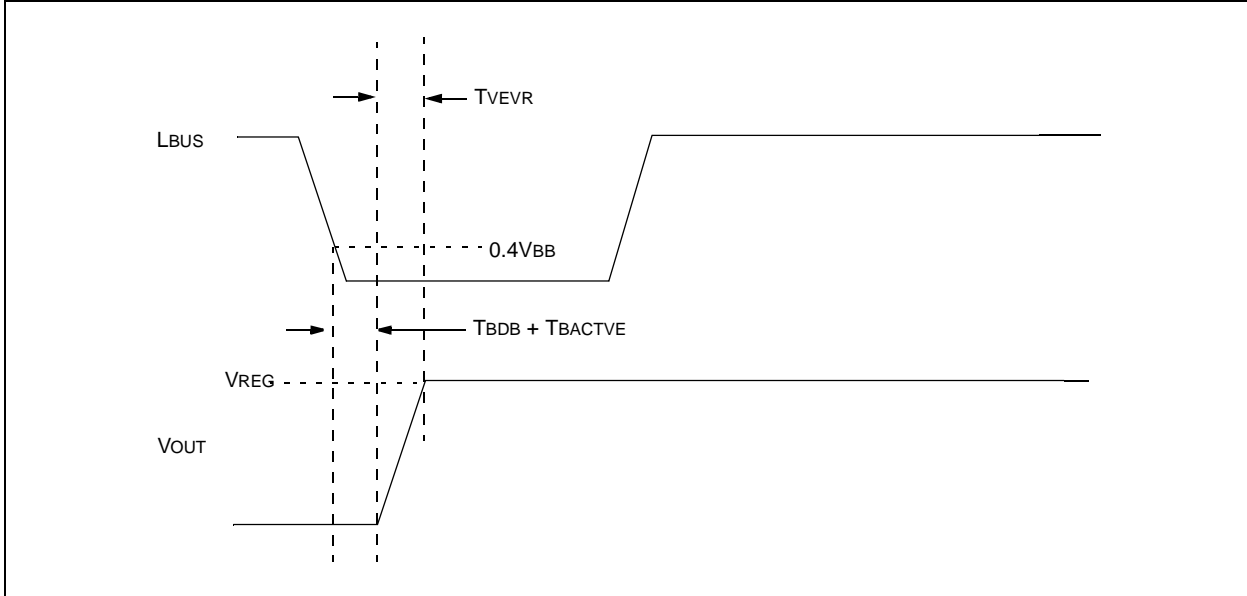 TVEVR
LBUS
0.4VBB
TBDB + TBACTVE
VREG
VOUT